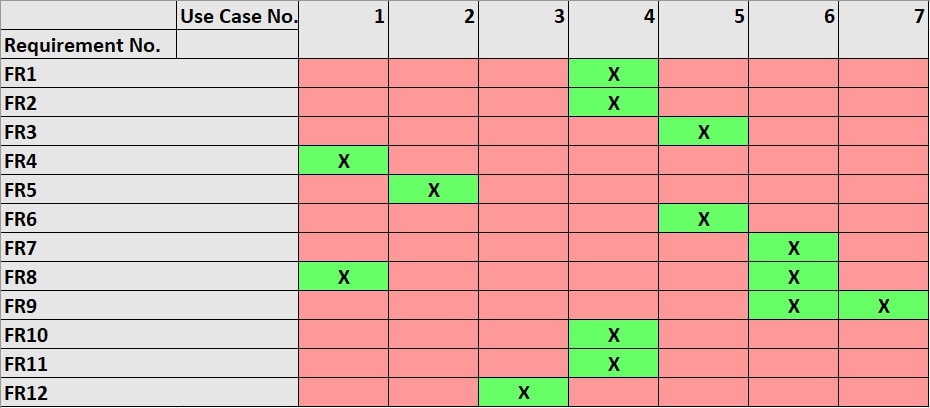 Use Case No. 1 2 3 4 5 6 7
Requirement No.
FR1 X
FR2 X
FR3 X
FR4 X
FR5 X
FR6 X
FR7 X
FR8 X X
FR9 X X
FR10 X
FR11 X
FR12 X